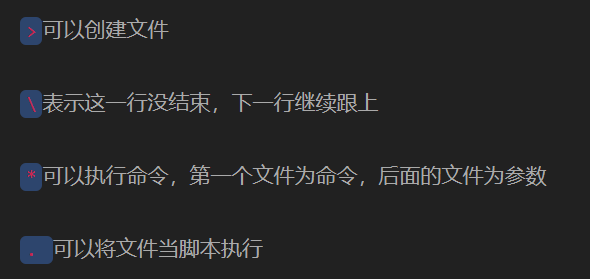 >可以创建文件
\表示这一行没结束，下一行继续跟上
*可以执行命令，第一个文件为命令，后面的文件为参数
. 可以将文件当脚本执行